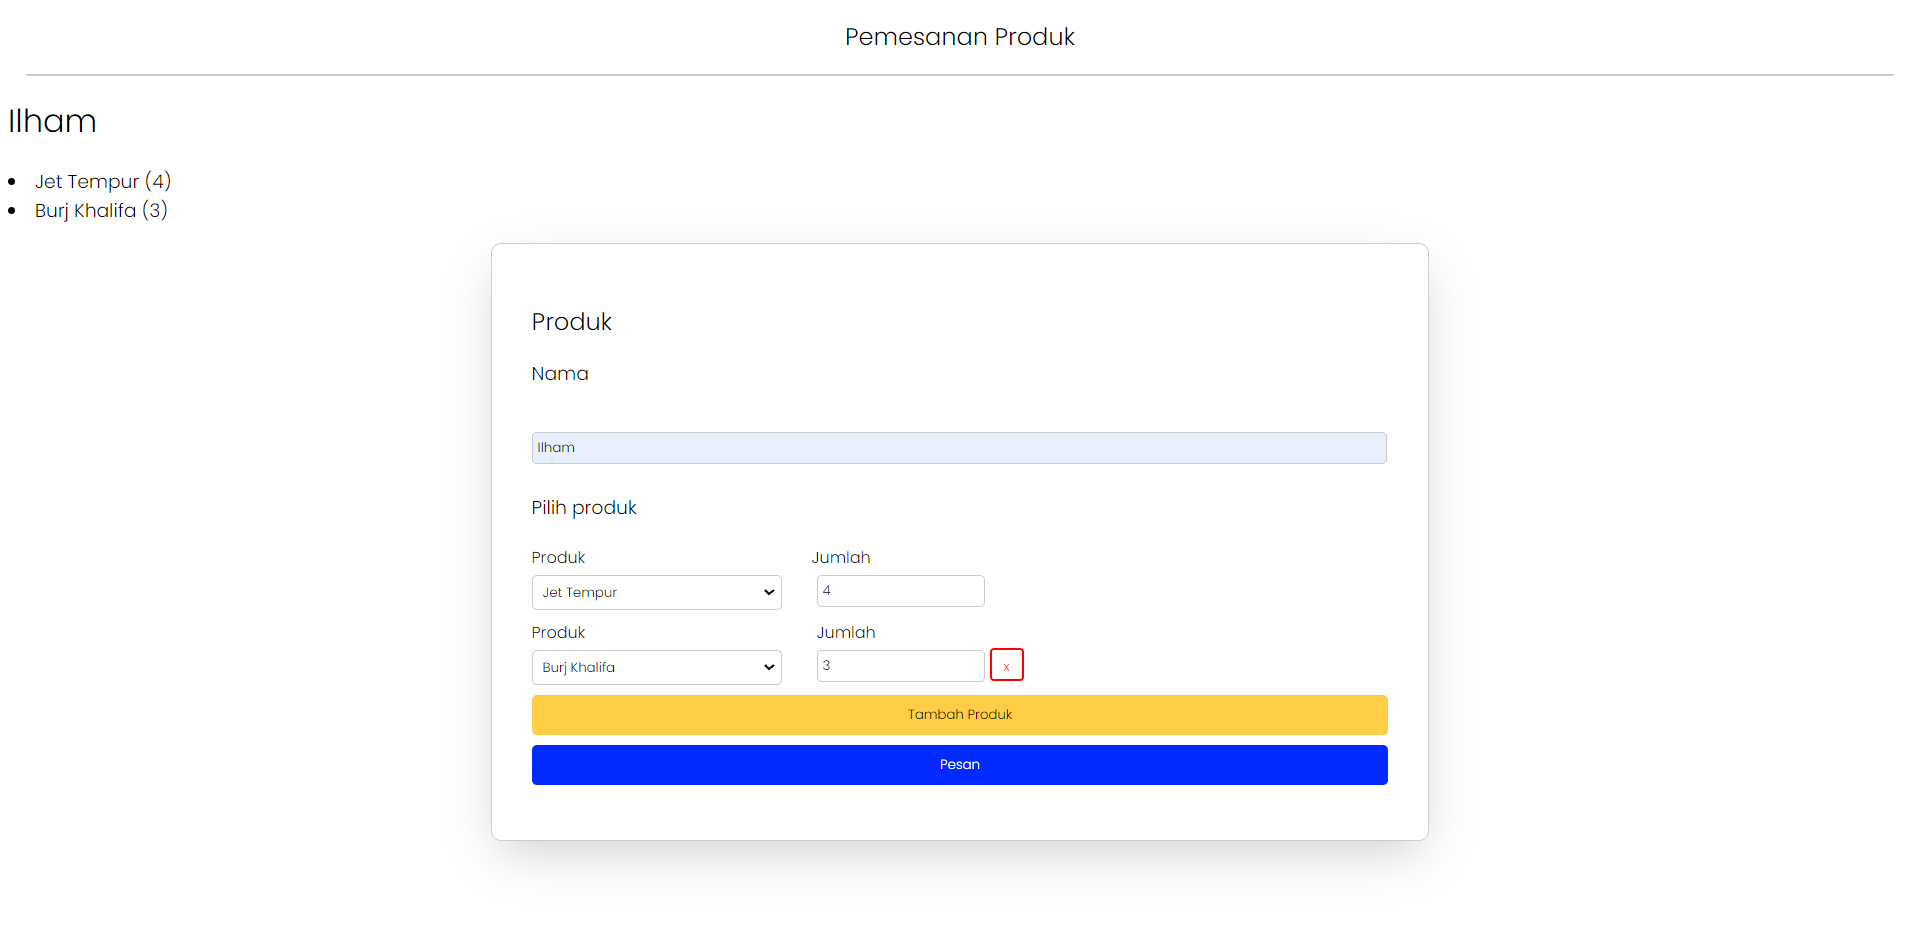 Pemesanan Produk
Ilham
Jet Tempur (4)
Burj Khalifa (3)
Produk
Nama
Ilham
Pilih produk
Produk Jumlah
Jet Tempur 4
Produk Jumlah
Burj Khalifa 3 x
Tambah Produk
Pesan